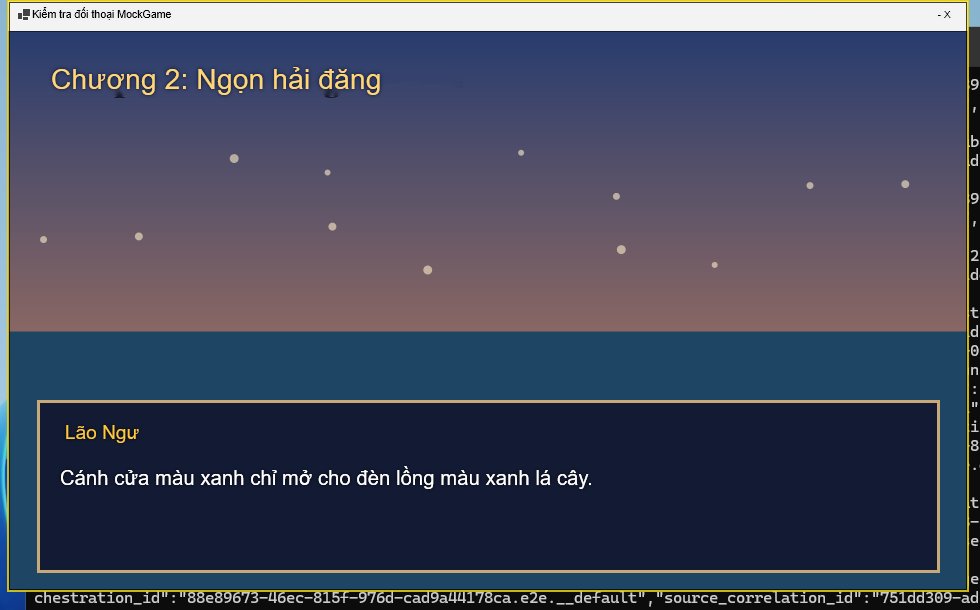 Kiểm tra đối thoại MockGame
- X
Chương 2: Ngọn hải đăng
Lão Ngư
Cánh cửa màu xanh chỉ mở cho đèn lồng màu xanh lá cây.
chestration_id":"88e89673-46ec-815f-976d-cad9a44178ca.e2e.__default","source_correlation_id":"751dd309-ae